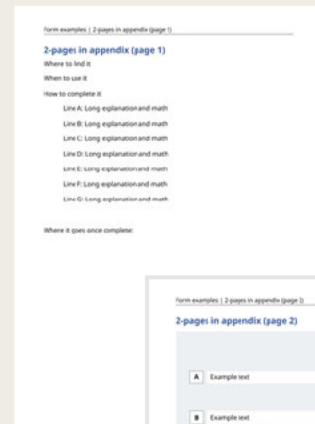 Form examples | 2-pages in appendix (page 1)
2-pages in appendix (page 1)
Where to find it
When to use it
How to complete it
Line A: Long explanation and math
Line B: Long explanation and math
Line C: Long explanation and math
Line D: Long explanation and math
Line E: Long explanation and math
Line F: Long explanation and math
Line G: Long explanation and math
Where it goes once complete:
Form examples | 2-pages in appendix (page 2)
2-pages in appendix (page 2)
A Example text
B Example text